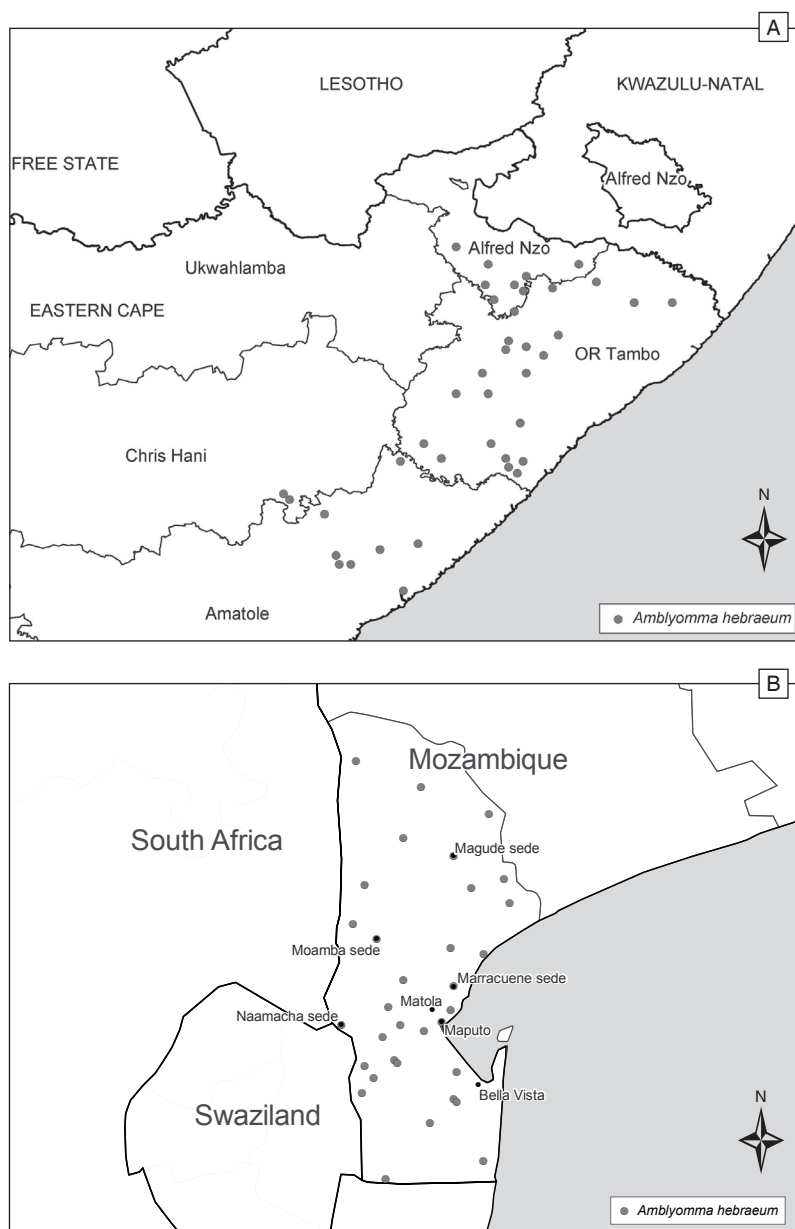 A
LESOTHO
KWAZULU-NATAL
FREE STATE
Alfred Nzo
Alfred Nzo
Ukwahlamba
EASTERN CAPE
OR Tambo
Chris Hani
N
Amatole
Amblyomma hebraeum
B
Mozambique
South Africa
Magude sede
Moamba sede
Marracuene sede
Matola
Naamacha sede
Maputo
Bella Vista
Swaziland
N
Amblyomma hebraeum